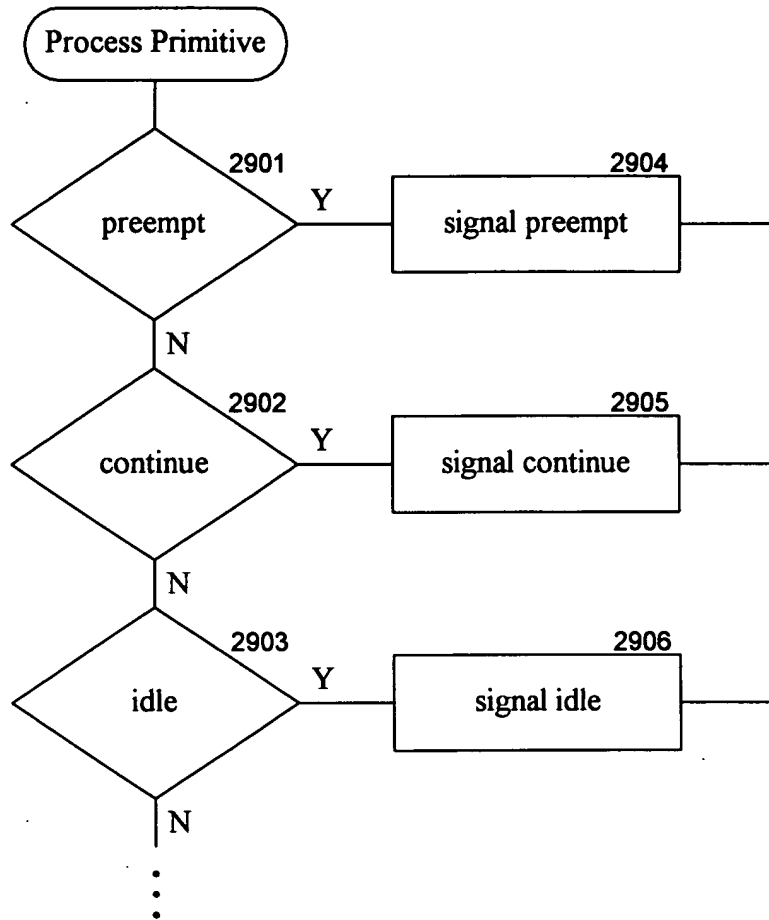 Process Primitive
2901
preempt
Y
2904
signal preempt
N
2902
continue
Y
2905
signal continue
N
2903
idle
Y
2906
signal idle
N